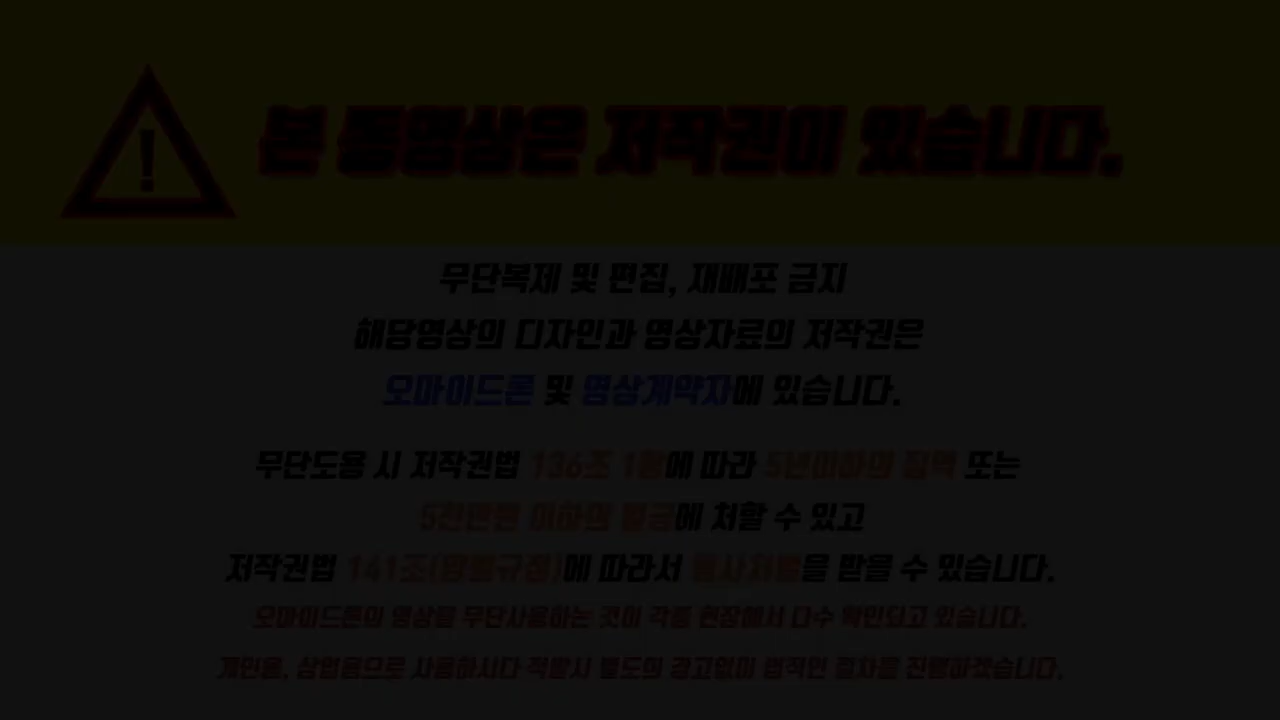 !
본 동영상은 저작권이 있습니다.
무단복제 및 편집, 재배포 금지
해당영상의 디자인과 영상자료의 저작권은
오마이드론 및 영상계약자에 있습니다.
무단도용 시 저작권법 136조 1항에 따라 5년이하의 징역 또는
5천만원 이하의 벌금에 처할 수 있고
저작권법 141조(양벌규정)에 따라서 형사처벌을 받을 수 있습니다.
오마이드론의 영상을 무단사용하는 것이 각종 현장에서 다수 확인되고 있습니다.
개인용, 상업용으로 사용하시다 적발시 별도의 경고없이 법적인 절차를 진행하겠습니다.